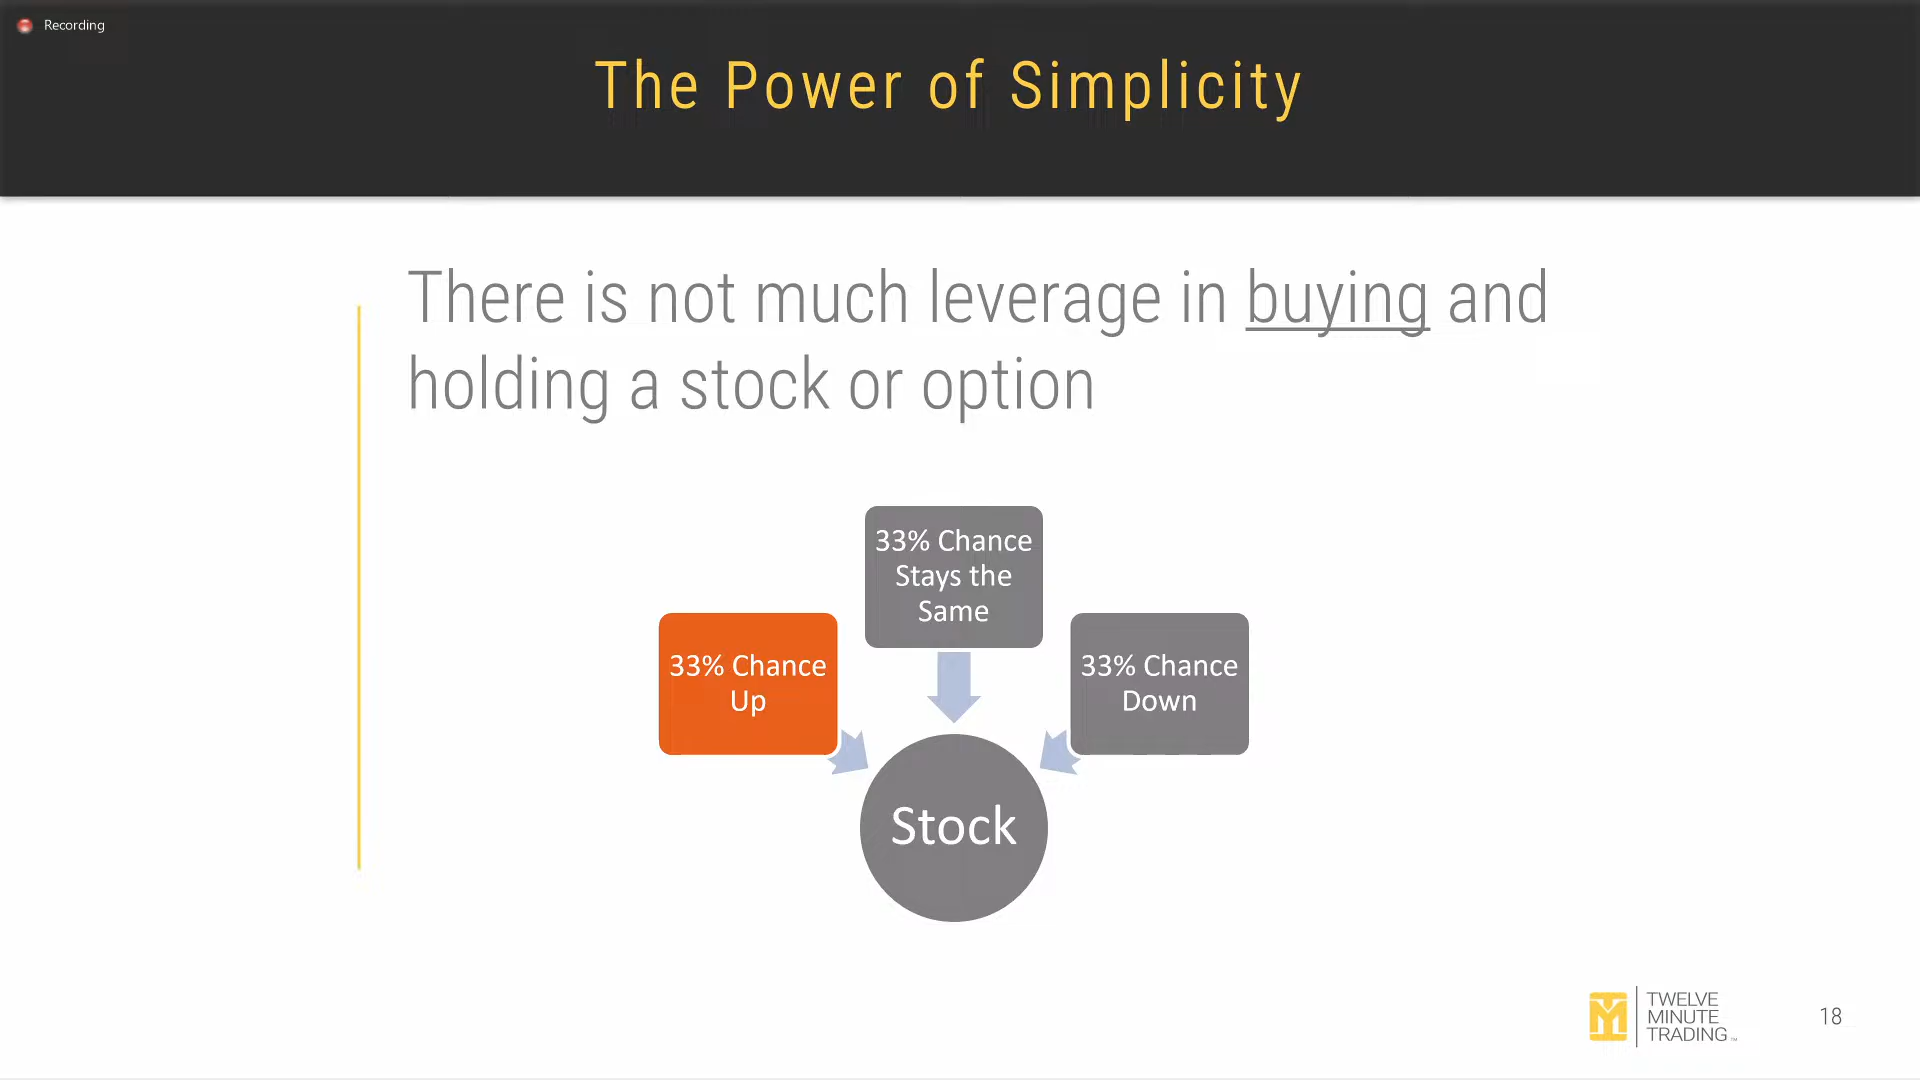 Recording
The Power of Simplicity
There is not much leverage in buying and
holding a stock or option
33% Chance
Stays the
Same
33% Chance
Up
33% Chance
Down
Stock
TWELVE
MINUTE
TRADING™
18